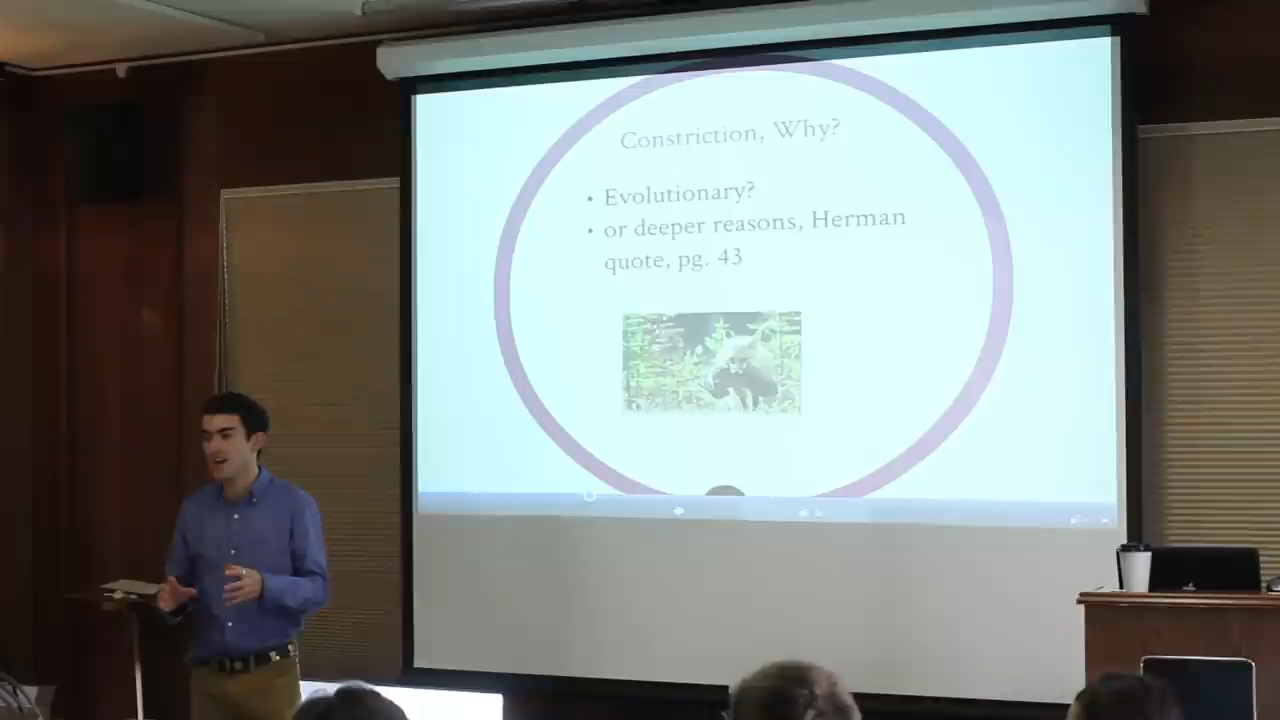 Constriction, Why?
• Evolutionary?
• or deeper reasons, Herman
quote, pg. 43